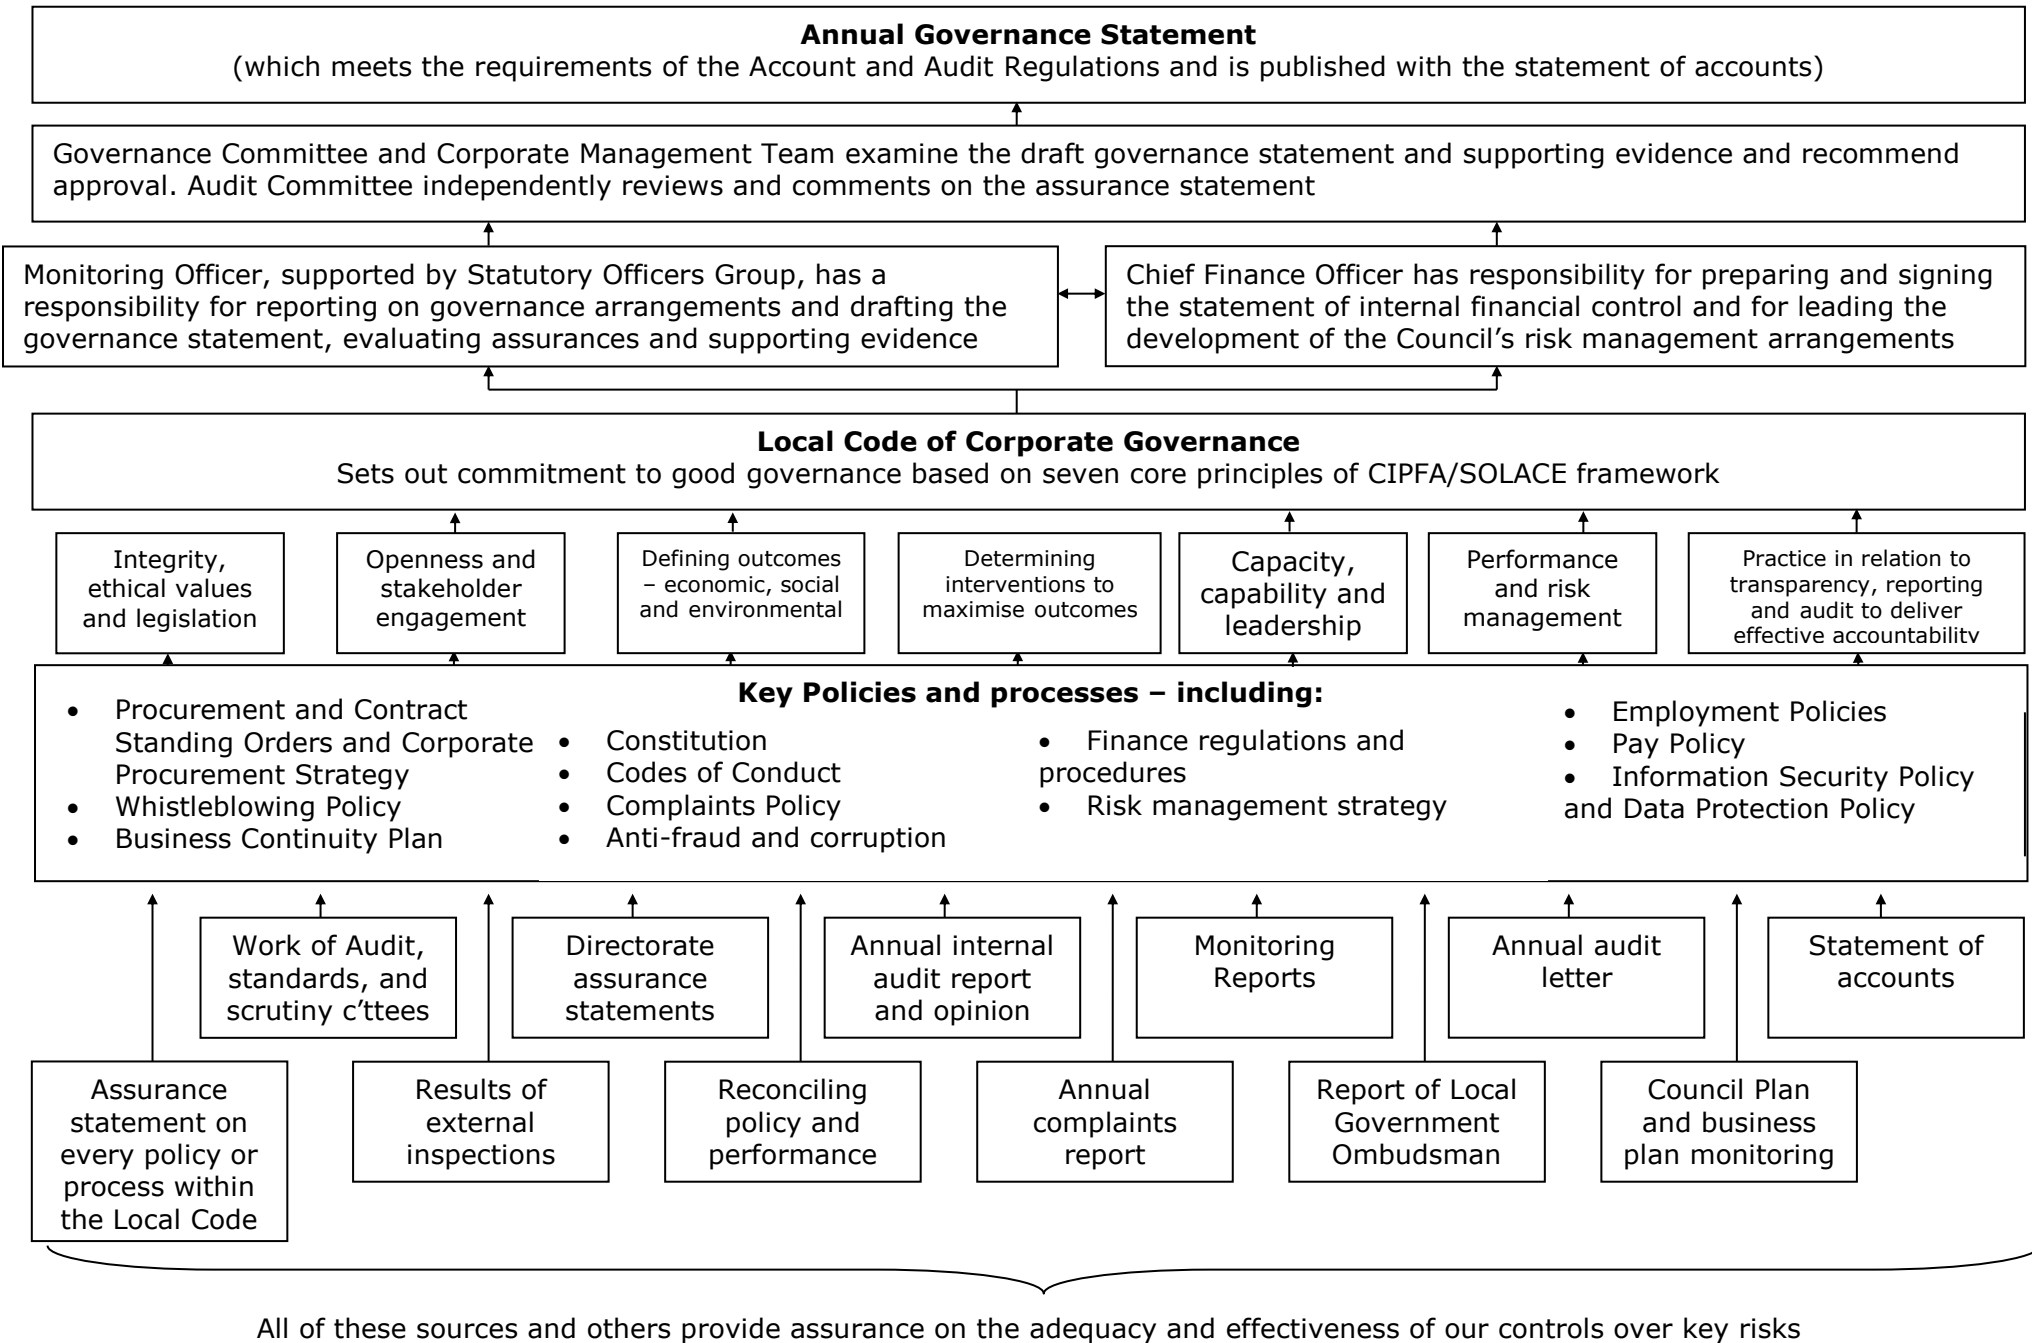 Annual Governance Statement
(which meets the requirements of the Account and Audit Regulations and is published with the statement of accounts)
Governance Committee and Corporate Management Team examine the draft governance statement and supporting evidence and recommend
approval. Audit Committee independently reviews and comments on the assurance statement
Monitoring Officer, supported by Statutory Officers Group, has a
responsibility for reporting on governance arrangements and drafting the
governance statement, evaluating assurances and supporting evidence
Chief Finance Officer has responsibility for preparing and signing
the statement of internal financial control and for leading the
development of the Council’s risk management arrangements
Local Code of Corporate Governance
Sets out commitment to good governance based on seven core principles of CIPFA/SOLACE framework
Integrity,
ethical values
and legislation
Openness and
stakeholder
engagement
Defining outcomes
– economic, social
and environmental
Determining
interventions to
maximise outcomes
Capacity,
capability and
leadership
Performance
and risk
management
Practice in relation to
transparency, reporting
and audit to deliver
effective accountability
Key Policies and processes – including:
• Procurement and Contract
Standing Orders and Corporate
Procurement Strategy
• Whistleblowing Policy
• Business Continuity Plan
• Constitution
• Codes of Conduct
• Complaints Policy
• Anti-fraud and corruption
• Finance regulations and
procedures
• Risk management strategy
• Employment Policies
• Pay Policy
• Information Security Policy
and Data Protection Policy
Work of Audit,
standards, and
scrutiny c’ttees
Directorate
assurance
statements
Annual internal
audit report
and opinion
Monitoring
Reports
Annual audit
letter
Statement of
accounts
Assurance
statement on
every policy or
process within
the Local Code
Results of
external
inspections
Reconciling
policy and
performance
Annual
complaints
report
Report of Local
Government
Ombudsman
Council Plan
and business
plan monitoring
All of these sources and others provide assurance on the adequacy and effectiveness of our controls over key risks